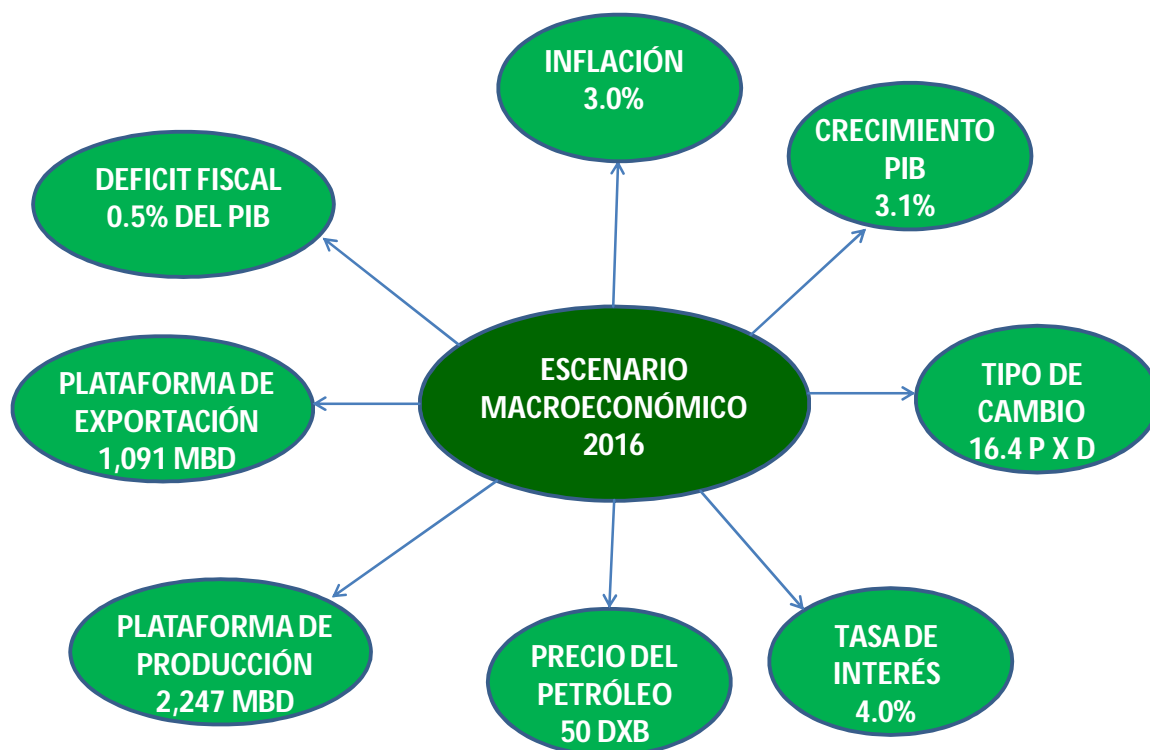 INFLACIÓN
3.0%
CRECIMIENTO
PIB
3.1%
DEFICIT FISCAL
0.5% DEL PIB
ESCENARIO
MACROECONÓMICO
2016
PLATAFORMA DE
EXPORTACIÓN
1,091 MBD
TIPO DE
CAMBIO
16.4 P X D
PLATAFORMA DE
PRODUCCIÓN
2,247 MBD
PRECIO DEL
PETRÓLEO
50 DXB
TASA DE
INTERÉS
4.0%